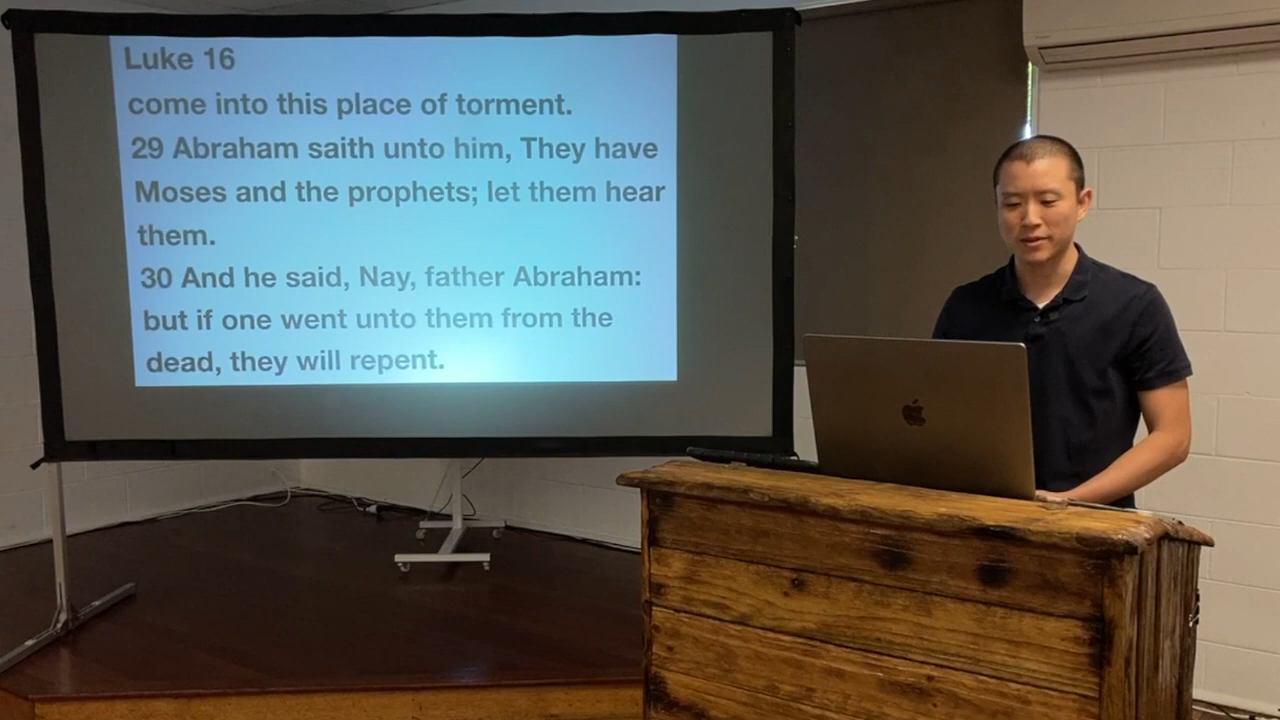 Luke 16
come into this place of torment.
29 Abraham saith unto him, They have
Moses and the prophets; let them hear
them.
30 And he said, Nay, father Abraham:
but if one went unto them from the
dead, they will repent.